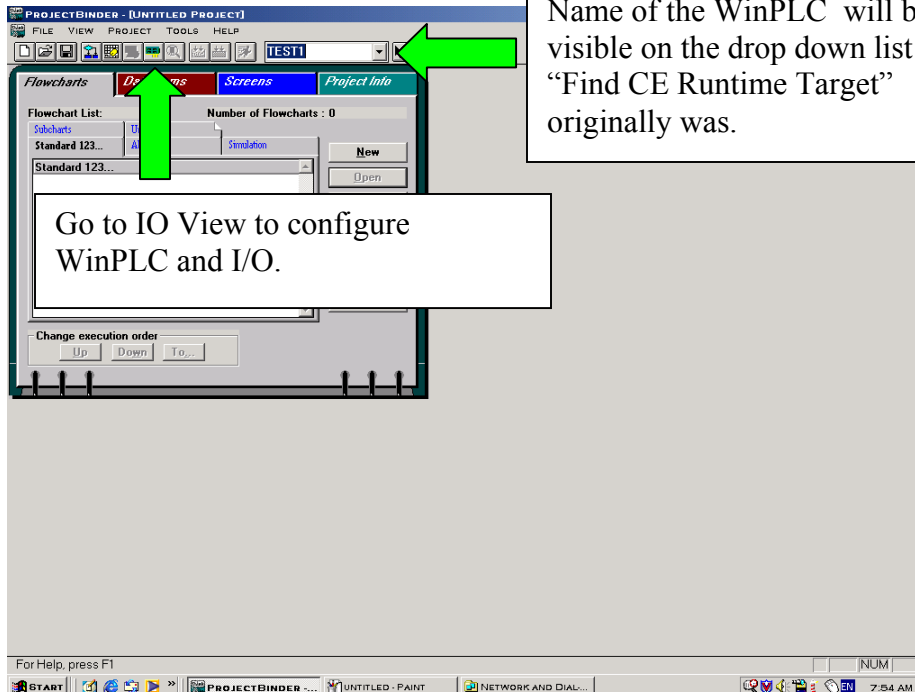 PROJECTBINDER - [UNTITLED PROJECT]
FILE VIEW PROJECT TOOLS HELP
TEST1
Name of the WinPLC will b
visible on the drop down list
“Find CE Runtime Target”
originally was.
Flowcharts
Screens
Project Info
Flowchart List:
Number of Flowcharts : 0
Subcharts
Standard 123...
Simulation
New
Standard 123...
Open
Go to IO View to configure
WinPLC and I/O.
Change execution order
Up Down To...
For Help, press F1
NUM
START
PROJECTBINDER -...
UNTITLED - PAINT
NETWORK AND DIAL-...
EN
7:54 AM